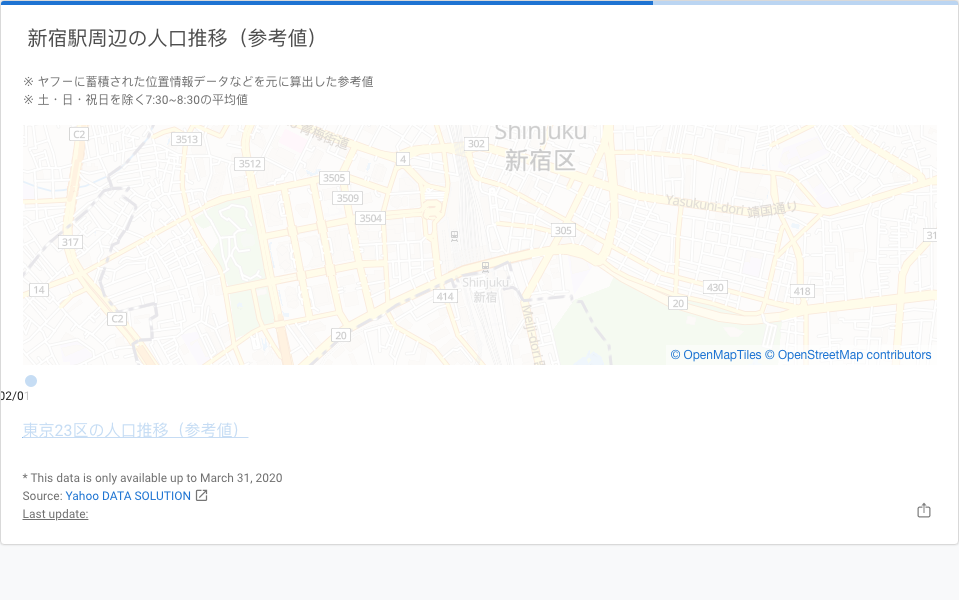 新宿駅周辺の人口推移（参考値）
※ ヤフーに蓄積された位置情報データなどを元に算出した参考値
※ 土・日・祝日を除く7:30~8:30の平均値
C2
3513
青梅街道
302
Shinjuku
新宿区
3512
4
3505
3509
3504
Yasukuni-dori 靖国通り
317
305
31
14
414
Shinjuku
新宿
430
418
20
C2
20
Meiji-dori
© OpenMapTiles © OpenStreetMap contributors
02/01
東京23区の人口推移（参考値）
* This data is only available up to March 31, 2020
Source: Yahoo DATA SOLUTION
Last update: